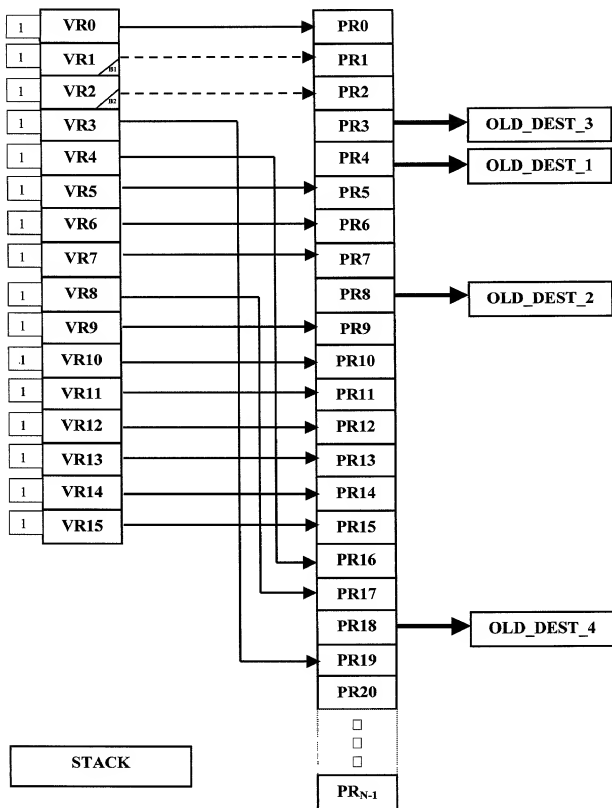 1 VR0 PR0
1 VR1 B1 PR1
1 VR2 B2 PR2
1 VR3 PR3 OLD_DEST_3
1 VR4 PR4 OLD_DEST_1
1 VR5 PR5
1 VR6 PR6
1 VR7 PR7
1 VR8 PR8 OLD_DEST_2
1 VR9 PR9
1 VR10 PR10
1 VR11 PR11
1 VR12 PR12
1 VR13 PR13
1 VR14 PR14
1 VR15 PR15
PR16
PR17
PR18 OLD_DEST_4
PR19
PR20
STACK
PRN-1